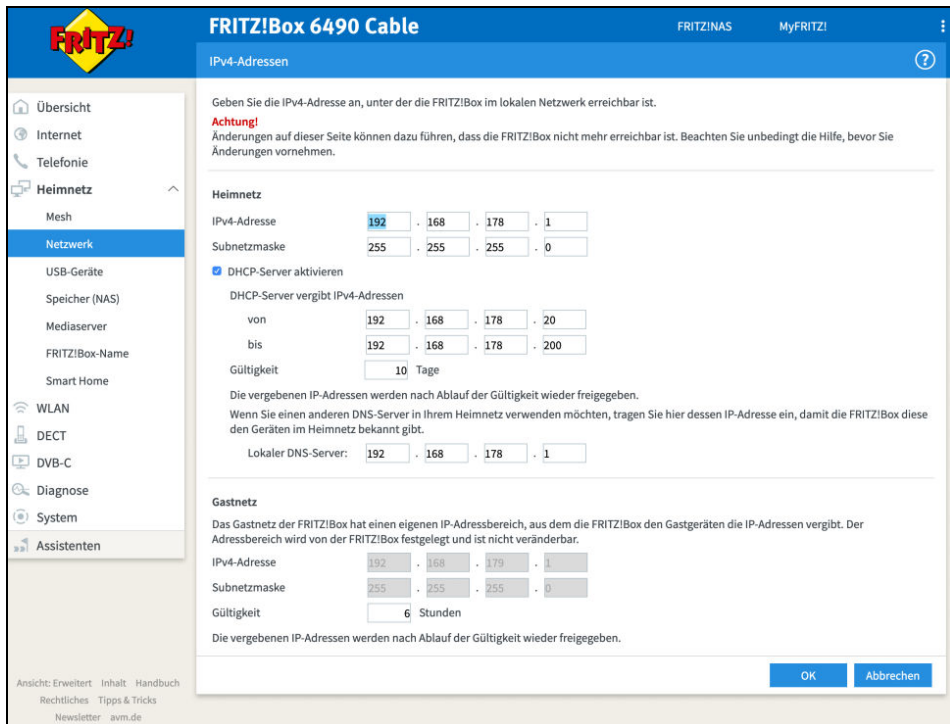 FRITZ!
FRITZ!Box 6490 Cable
FRITZ!NAS MyFRITZ!
IPv4-Adressen
?
Übersicht
Internet
Telefonie
Heimnetz
Mesh
Netzwerk
USB-Geräte
Speicher (NAS)
Mediaserver
FRITZ!Box-Name
Smart Home
WLAN
DECT
DVB-C
Diagnose
System
Assistenten
Ansicht: Erweitert Inhalt Handbuch
Rechtliches Tipps & Tricks
Newsletter avm.de
Geben Sie die IPv4-Adresse an, unter der die FRITZ!Box im lokalen Netzwerk erreichbar ist.
Achtung!
Änderungen auf dieser Seite können dazu führen, dass die FRITZ!Box nicht mehr erreichbar ist. Beachten Sie unbedingt die Hilfe, bevor Sie
Änderungen vornehmen.
Heimnetz
IPv4-Adresse 192 . 168 . 178 . 1
Subnetzmaske 255 . 255 . 255 . 0
DHCP-Server aktivieren
DHCP-Server vergibt IPv4-Adressen
von 192 . 168 . 178 . 20
bis 192 . 168 . 178 . 200
Gültigkeit 10 Tage
Die vergebenen IP-Adressen werden nach Ablauf der Gültigkeit wieder freigegeben.
Wenn Sie einen anderen DNS-Server in Ihrem Heimnetz verwenden möchten, tragen Sie hier dessen IP-Adresse ein, damit die FRITZ!Box diese
den Geräten im Heimnetz bekannt gibt.
Lokaler DNS-Server: 192 . 168 . 178 . 1
Gastnetz
Das Gastnetz der FRITZ!Box hat einen eigenen IP-Adressbereich, aus dem die FRITZ!Box den Gastgeräten die IP-Adressen vergibt. Der
Adressbereich wird von der FRITZ!Box festgelegt und ist nicht veränderbar.
IPv4-Adresse 192 . 168 . 179 . 1
Subnetzmaske 255 . 255 . 255 . 0
Gültigkeit 6 Stunden
Die vergebenen IP-Adressen werden nach Ablauf der Gültigkeit wieder freigegeben.
OK Abbrechen